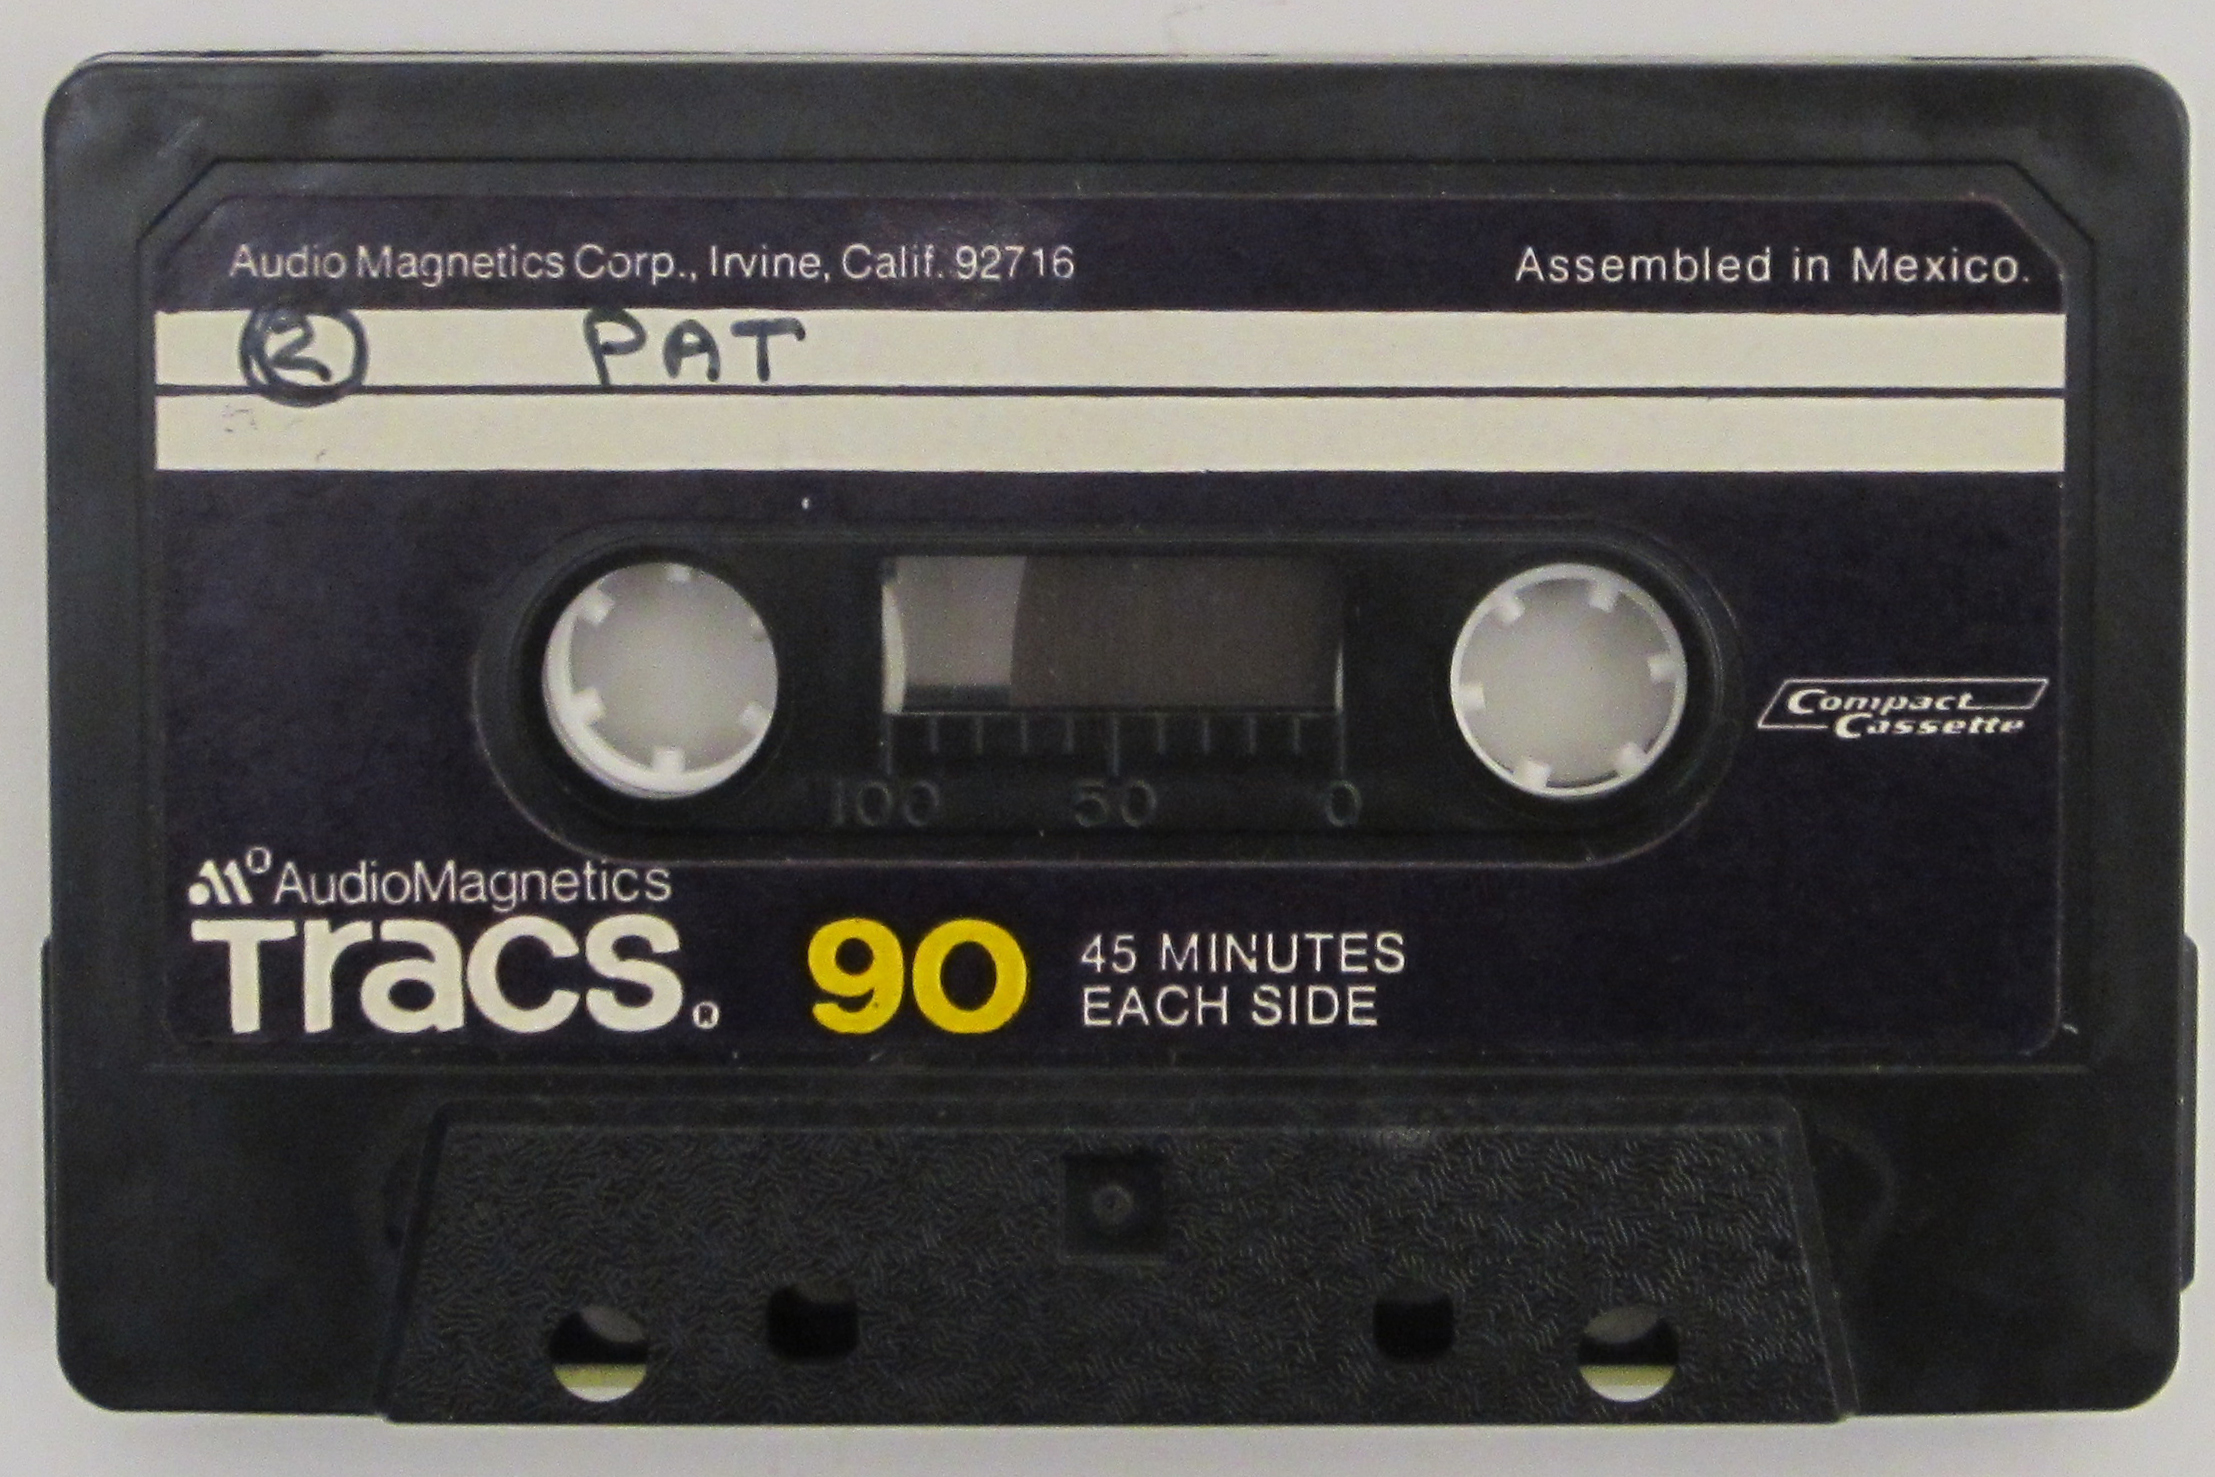 Audio Magnetics Corp., Irvine, Calif. 92716
Assembled in Mexico.
2 PAT
100 50 0
Compact
Cassette
AudioMagnetics
Tracs®
90
45 MINUTES
EACH SIDE